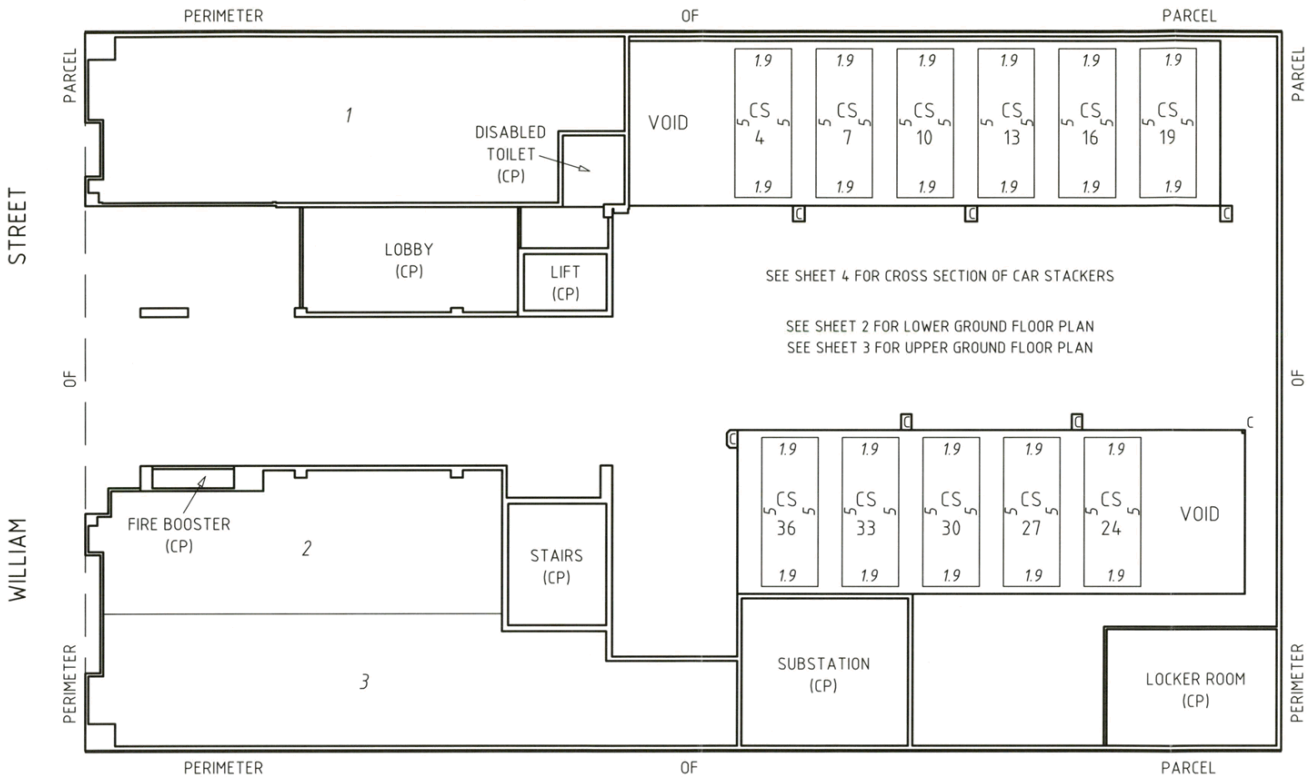 PERIMETER OF PARCEL
PARCEL
PARCEL
STREET
1
DISABLED
TOILET
(CP)
VOID
1.9 1.9 1.9 1.9 1.9 1.9
5 CS 5 5 CS 5 5 CS 5 5 CS 5 5 CS 5 5 CS 5
4 7 10 13 16 19
1.9 1.9 1.9 1.9 1.9 1.9
C C C
LOBBY
(CP)
LIFT
(CP)
SEE SHEET 4 FOR CROSS SECTION OF CAR STACKERS
SEE SHEET 2 FOR LOWER GROUND FLOOR PLAN
SEE SHEET 3 FOR UPPER GROUND FLOOR PLAN
OF
OF
C C C C
WILLIAM
FIRE BOOSTER
(CP)
2
STAIRS
(CP)
1.9 1.9 1.9 1.9 1.9
5 CS 5 5 CS 5 5 CS 5 5 CS 5 5 CS 5
36 33 30 27 24
1.9 1.9 1.9 1.9 1.9
VOID
3
SUBSTATION
(CP)
LOCKER ROOM
(CP)
PERIMETER
PERIMETER
PERIMETER OF PARCEL